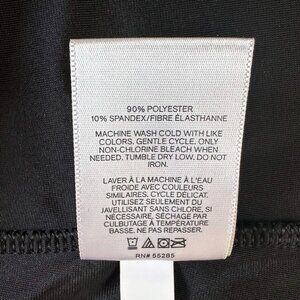 90% POLYESTER
10% SPANDEX/FIBRE ÉLASTHANNE
MACHINE WASH COLD WITH LIKE
COLORS. GENTLE CYCLE. ONLY
NON-CHLORINE BLEACH WHEN
NEEDED. TUMBLE DRY LOW. DO NOT
IRON.
LAVER À LA MACHINE À L'EAU
FROIDE AVEC COULEURS
SIMILAIRES. CYCLE DÉLICAT.
UTILISEZ SEULEMENT DU
JAVELLISANT SANS CHLORE, SI
NÉCESSAIRE. SÉCHAGE PAR
CULBUTAGE À TEMPÉRATURE
BASSE. NE PAS REPASSER.
RN# 55285